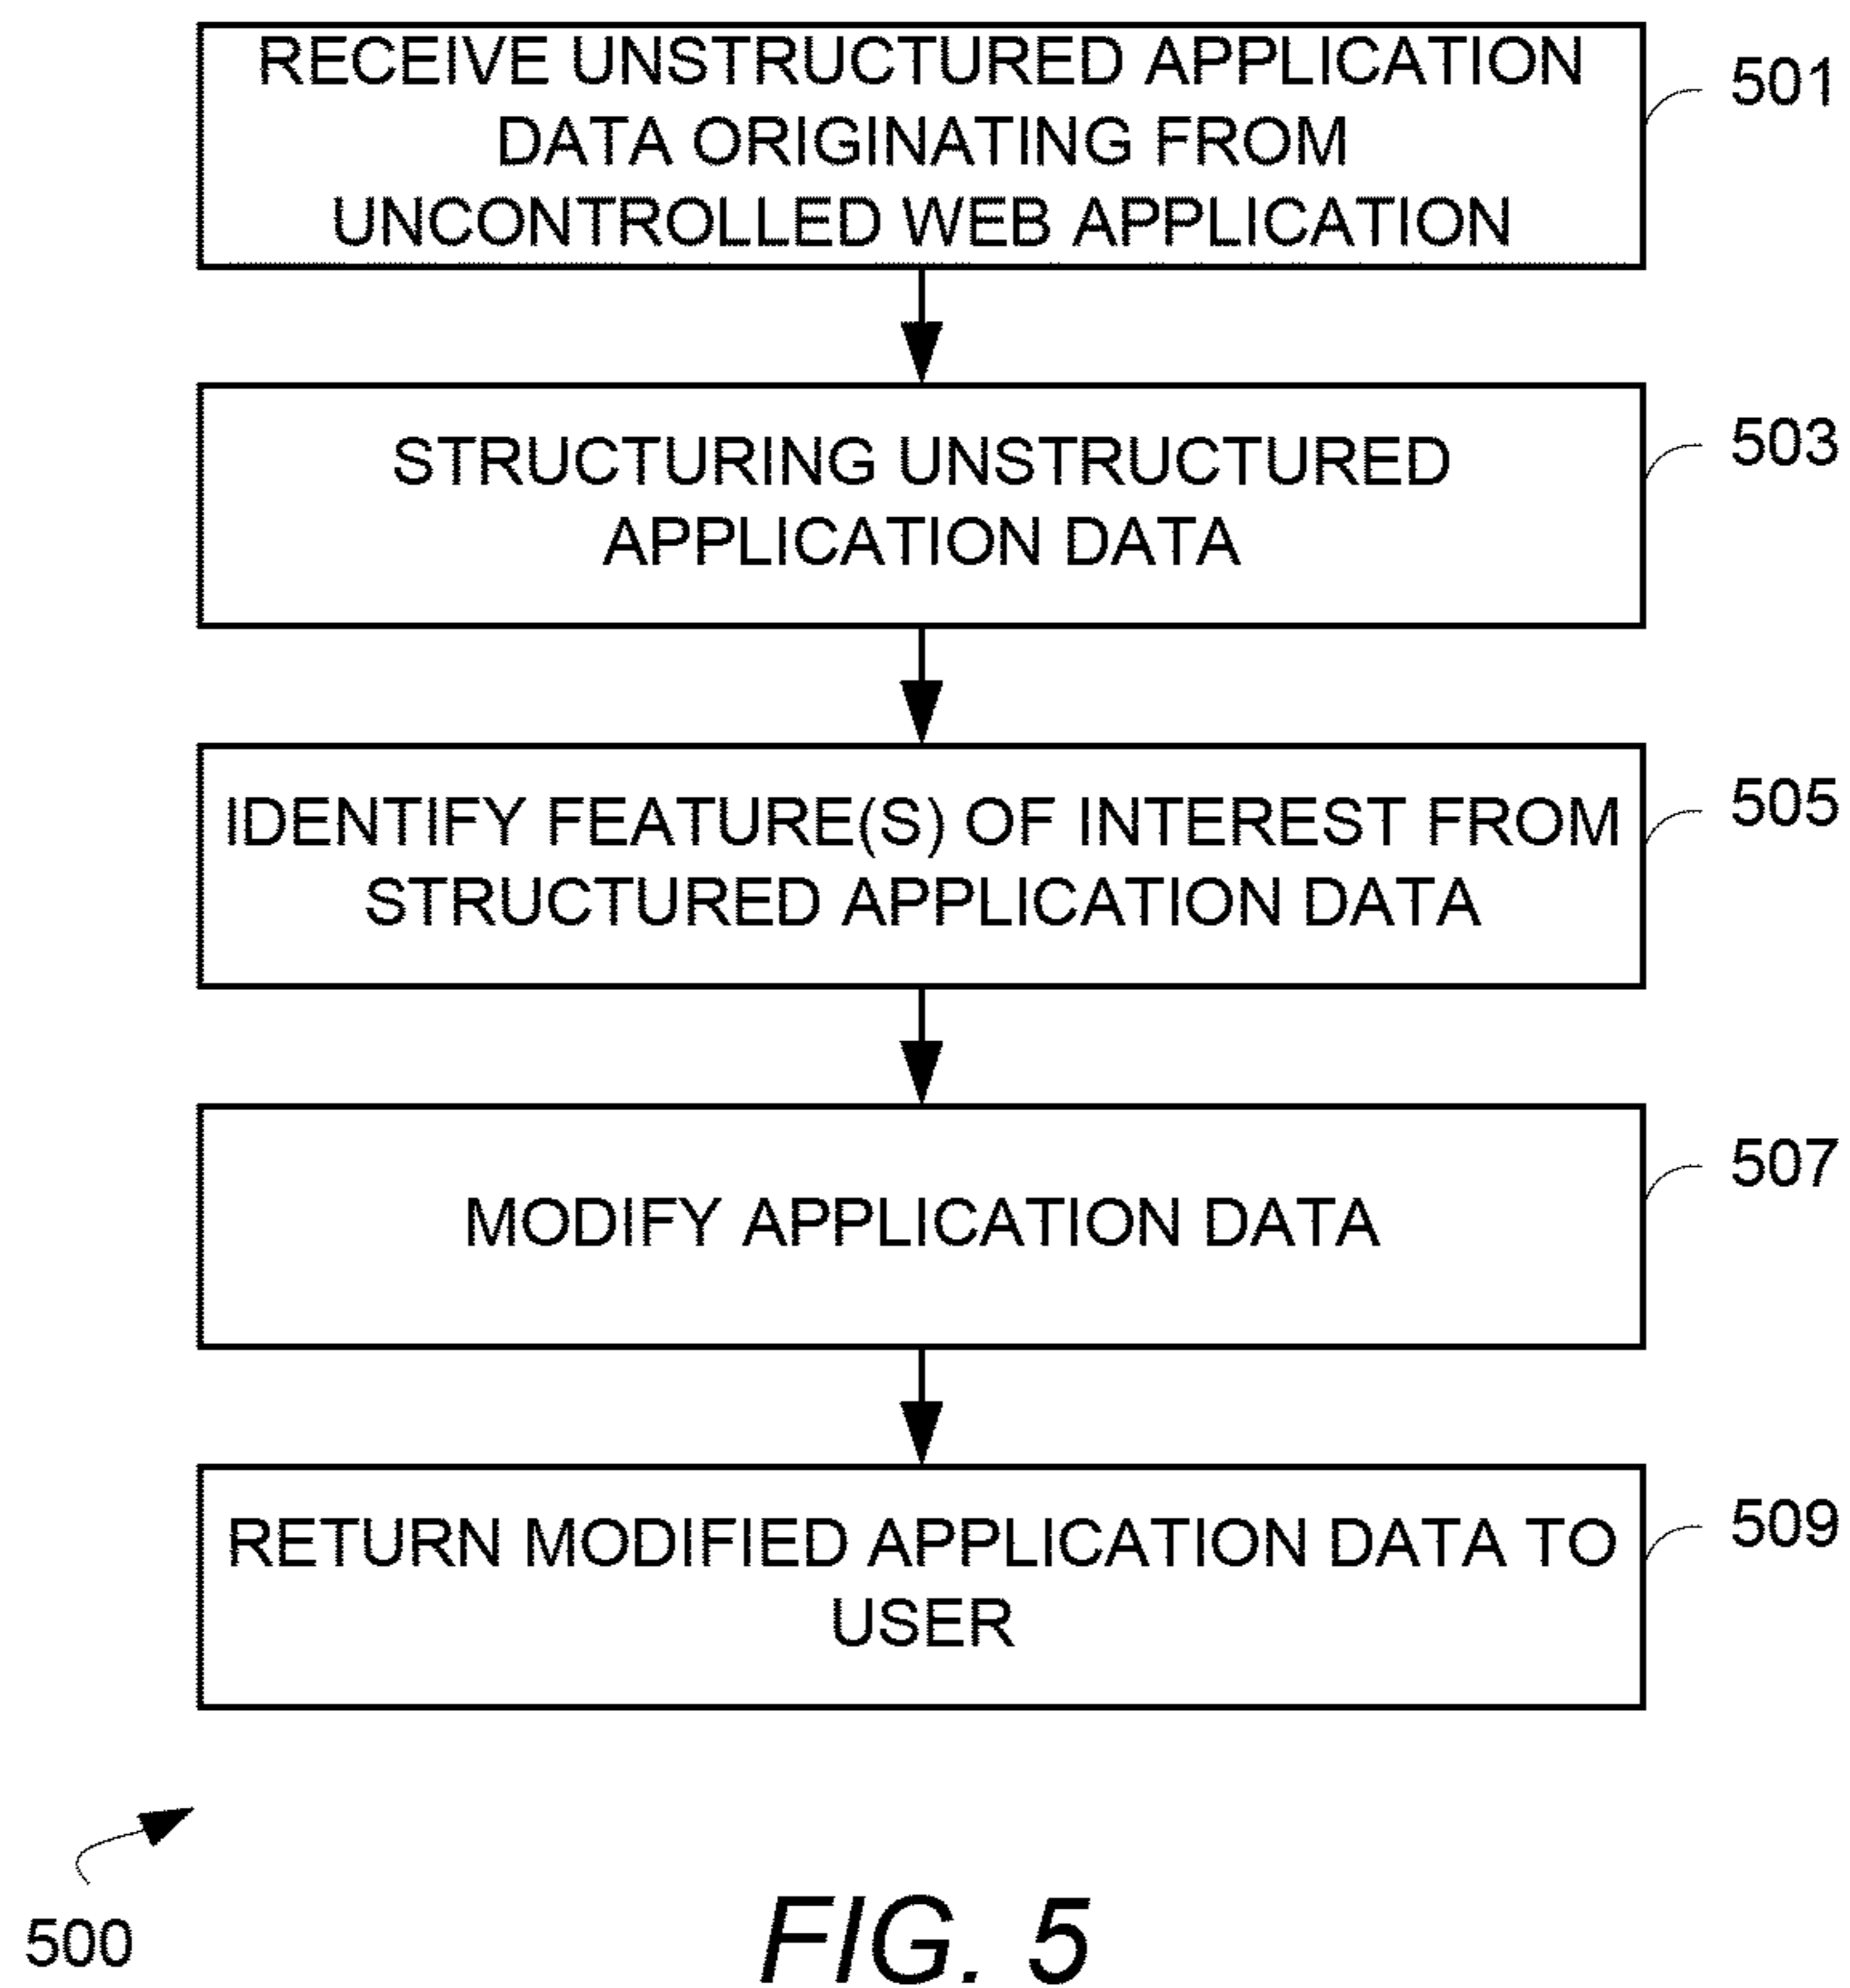 RECEIVE UNSTRUCTURED APPLICATION
DATA ORIGINATING FROM
UNCONTROLLED WEB APPLICATION
501
STRUCTURING UNSTRUCTURED
APPLICATION DATA
503
IDENTIFY FEATURE(S) OF INTEREST FROM
STRUCTURED APPLICATION DATA
505
MODIFY APPLICATION DATA
507
RETURN MODIFIED APPLICATION DATA TO
USER
509
500
FIG. 5